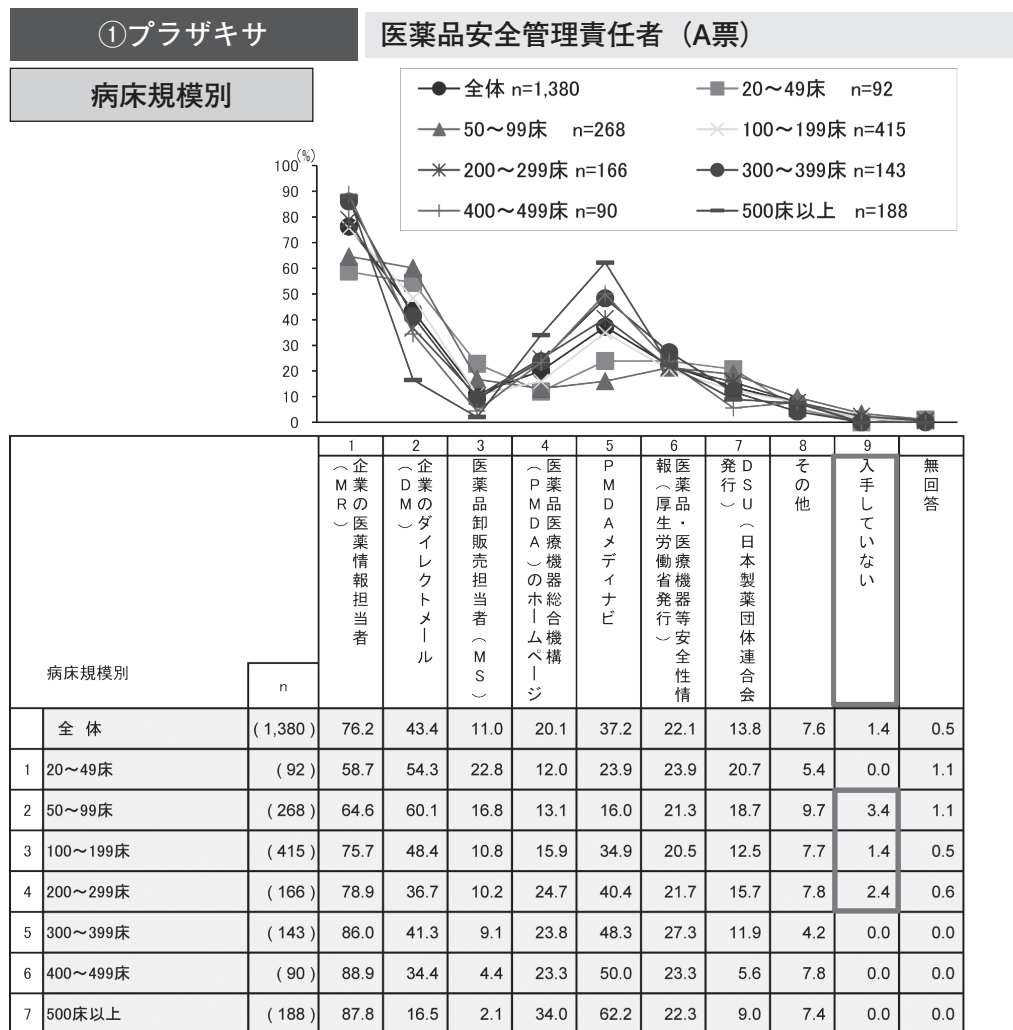 ①プラザキサ
医薬品安全管理責任者（A票）
病床規模別
全体 n=1,380
20～49床 n=92
50～99床 n=268
100～199床 n=415
200～299床 n=166
300～399床 n=143
400～499床 n=90
500床以上 n=188
(%)
100
90
80
70
60
50
40
30
20
10
0
1 2 3 4 5 6 7 8 9
企業の医薬情報担当者
（MR）
企業のダイレクトメール
（DM）
医薬品卸販売担当者（MS）
医薬品医療機器総合機構
（PMDA）のホームページ
PMDAメディナビ
医薬品・医療機器等安全性情
報（厚生労働省発行）
DSU（日本製薬団体連合会
発行）
その他
入手していない
無回答
病床規模別
n
全 体 (1,380) 76.2 43.4 11.0 20.1 37.2 22.1 13.8 7.6 1.4 0.5
1 20～49床 (92) 58.7 54.3 22.8 12.0 23.9 23.9 20.7 5.4 0.0 1.1
2 50～99床 (268) 64.6 60.1 16.8 13.1 16.0 21.3 18.7 9.7 3.4 1.1
3 100～199床 (415) 75.7 48.4 10.8 15.9 34.9 20.5 12.5 7.7 1.4 0.5
4 200～299床 (166) 78.9 36.7 10.2 24.7 40.4 21.7 15.7 7.8 2.4 0.6
5 300～399床 (143) 86.0 41.3 9.1 23.8 48.3 27.3 11.9 4.2 0.0 0.0
6 400～499床 (90) 88.9 34.4 4.4 23.3 50.0 23.3 5.6 7.8 0.0 0.0
7 500床以上 (188) 87.8 16.5 2.1 34.0 62.2 22.3 9.0 7.4 0.0 0.0